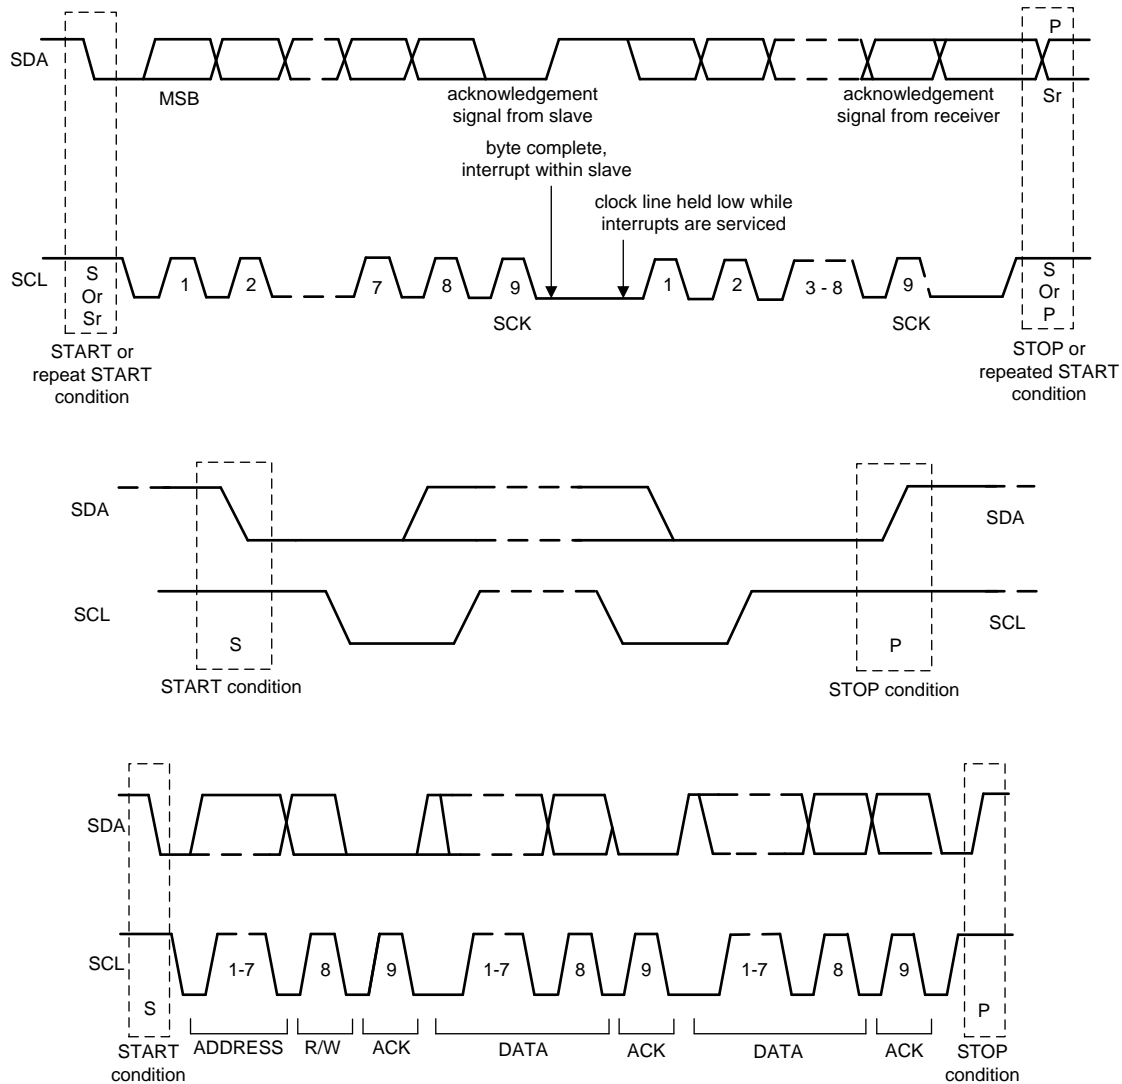 P
SDA
MSB
acknowledgement
signal from slave
acknowledgement
signal from receiver
Sr
byte complete,
interrupt within slave
clock line held low while
interrupts are serviced
SCL
S
Or
Sr
1
2
7
8
9
1
2
3 - 8
9
S
Or
P
SCK
SCK
START or
repeat START
condition
STOP or
repeated START
condition
SDA
SDA
SCL
SCL
S
P
START condition
STOP condition
SDA
SCL
1-7
8
9
1-7
8
9
1-7
8
9
S
P
START
condition
ADDRESS
R/W
ACK
DATA
ACK
DATA
ACK
STOP
condition